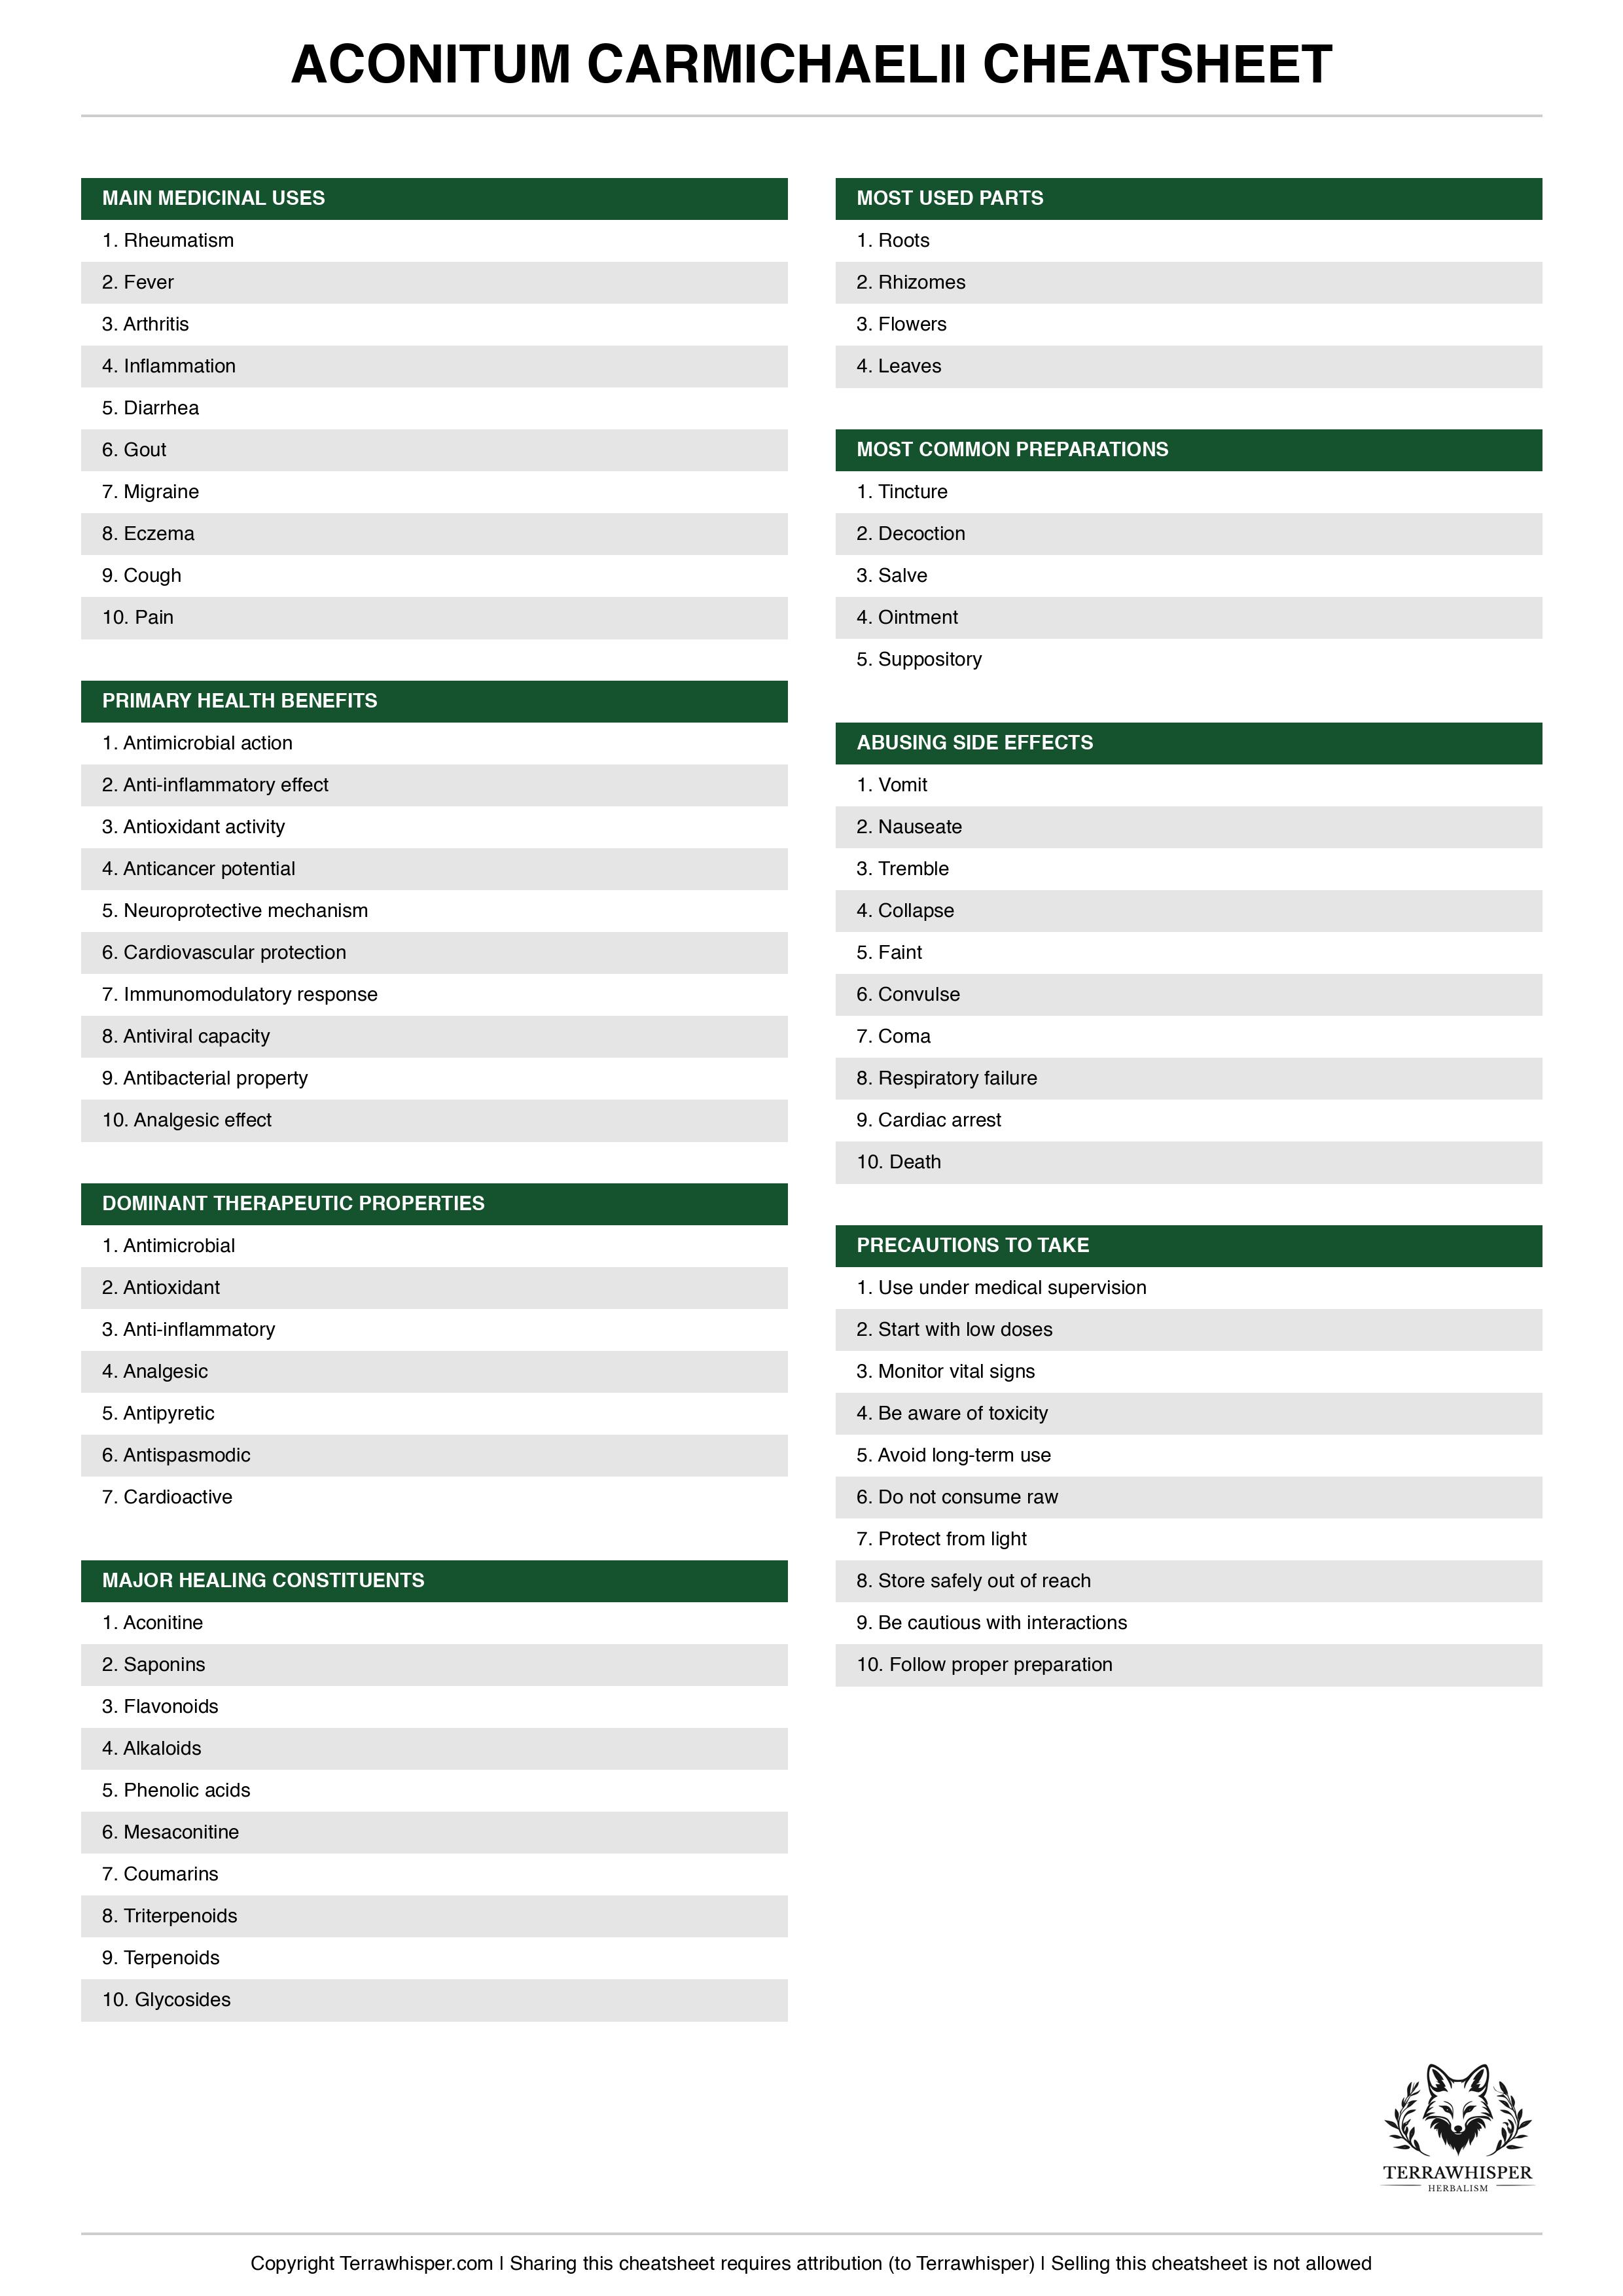 ACONITUM CARMICHAELII CHEATSHEET
MAIN MEDICINAL USES
1. Rheumatism
2. Fever
3. Arthritis
4. Inflammation
5. Diarrhea
6. Gout
7. Migraine
8. Eczema
9. Cough
10. Pain
PRIMARY HEALTH BENEFITS
1. Antimicrobial action
2. Anti-inflammatory effect
3. Antioxidant activity
4. Anticancer potential
5. Neuroprotective mechanism
6. Cardiovascular protection
7. Immunomodulatory response
8. Antiviral capacity
9. Antibacterial property
10. Analgesic effect
DOMINANT THERAPEUTIC PROPERTIES
1. Antimicrobial
2. Antioxidant
3. Anti-inflammatory
4. Analgesic
5. Antipyretic
6. Antispasmodic
7. Cardioactive
MAJOR HEALING CONSTITUENTS
1. Aconitine
2. Saponins
3. Flavonoids
4. Alkaloids
5. Phenolic acids
6. Mesaconitine
7. Coumarins
8. Triterpenoids
9. Terpenoids
10. Glycosides
MOST USED PARTS
1. Roots
2. Rhizomes
3. Flowers
4. Leaves
MOST COMMON PREPARATIONS
1. Tincture
2. Decoction
3. Salve
4. Ointment
5. Suppository
ABUSING SIDE EFFECTS
1. Vomit
2. Nauseate
3. Tremble
4. Collapse
5. Faint
6. Convulse
7. Coma
8. Respiratory failure
9. Cardiac arrest
10. Death
PRECAUTIONS TO TAKE
1. Use under medical supervision
2. Start with low doses
3. Monitor vital signs
4. Be aware of toxicity
5. Avoid long-term use
6. Do not consume raw
7. Protect from light
8. Store safely out of reach
9. Be cautious with interactions
10. Follow proper preparation
TERRAWHISPER
HERBALISM
Copyright Terrawhisper.com | Sharing this cheatsheet requires attribution (to Terrawhisper) | Selling this cheatsheet is not allowed